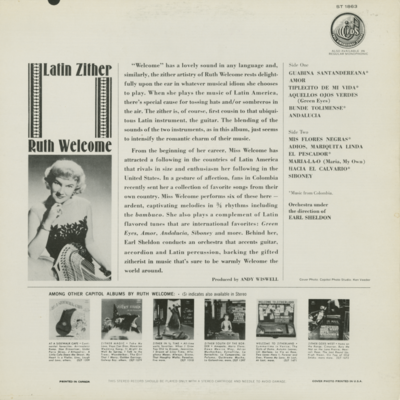 ST 1863
Latin Zither
Ruth Welcome
"Welcome" has a lovely sound in any language and,
similarly, the zither artistry of Ruth Welcome rests delight-
fully upon the ear in whatever musical idiom she chooses
to play. When she plays the music of Latin America,
there's special cause for tossing hats and/or sombreros in
the air. The zither is, of course, first cousin to that ubiqui-
tous Latin instrument, the guitar. The blending of the
sounds of the two instruments, as in this album, just seems
to intensify the romantic charm of their music.
From the beginning of her career, Miss Welcome has
attracted a following in the countries of Latin America
that rivals in size and enthusiasm her following in the
United States. In a gesture of affection, fans in Colombia
recently sent her a collection of favorite songs from their
own country. Miss Welcome performs six of those here —
ardent, captivating melodies in ¾ rhythms including
the bambuco. She also plays a complement of Latin
flavored tunes that are international favorites: Green
Eyes, Amor, Andalucia, Siboney and more. Behind her,
Earl Sheldon conducts an orchestra that accents guitar,
accordion and Latin percussion, backing the gifted
zitherist in music that's sure to be warmly Welcome the
world around.
Produced by ANDY WISWELL
Side One
GUABINA SANTANDEREANA*
AMOR
TIPLECITO DE MI VIDA*
AQUELLOS OJOS VERDES
(Green Eyes)
BUNDE TOLIMENSE*
ANDALUCIA
Side Two
MIS FLORES NEGRAS*
ADIOS, MARIQUITA LINDA
EL PESCADOR*
MARIA-LA-O (Maria, My Own)
HACIA EL CALVARIO*
SIBONEY
*Music from Colombia.
Orchestra under
the direction of
EARL SHELDON
AMONG OTHER CAPITOL ALBUMS BY RUTH WELCOME: (S) indicates also available in Stereo